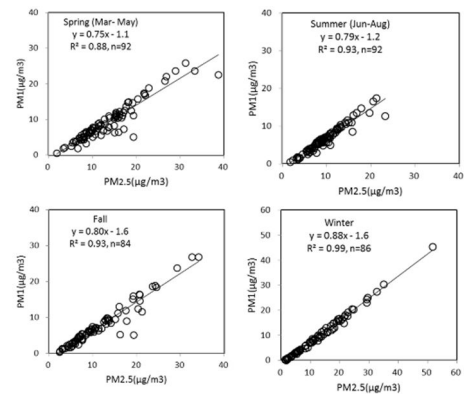 Spring (Mar- May)
y = 0.75x - 1.1
R² = 0.88, n=92
PM1(µg/m3)
40
30
20
10
0
0 10 20 30 40
PM2.5(µg/m3)
Summer (Jun-Aug)
y = 0.79x - 1.2
R² = 0.93, n=92
PM1(µg/m3)
40
30
20
10
0
0 10 20 30 40
PM2.5(µg/m3)
Fall
y = 0.80x - 1.6
R² = 0.93, n=84
PM1(µg/m3)
40
30
20
10
0
0 10 20 30 40
PM2.5(µg/m3)
Winter
y = 0.88x - 1.6
R² = 0.99, n=86
PM1(µg/m3)
60
50
40
30
20
10
0
0 10 20 30 40 50 60
PM2.5(µg/m3)